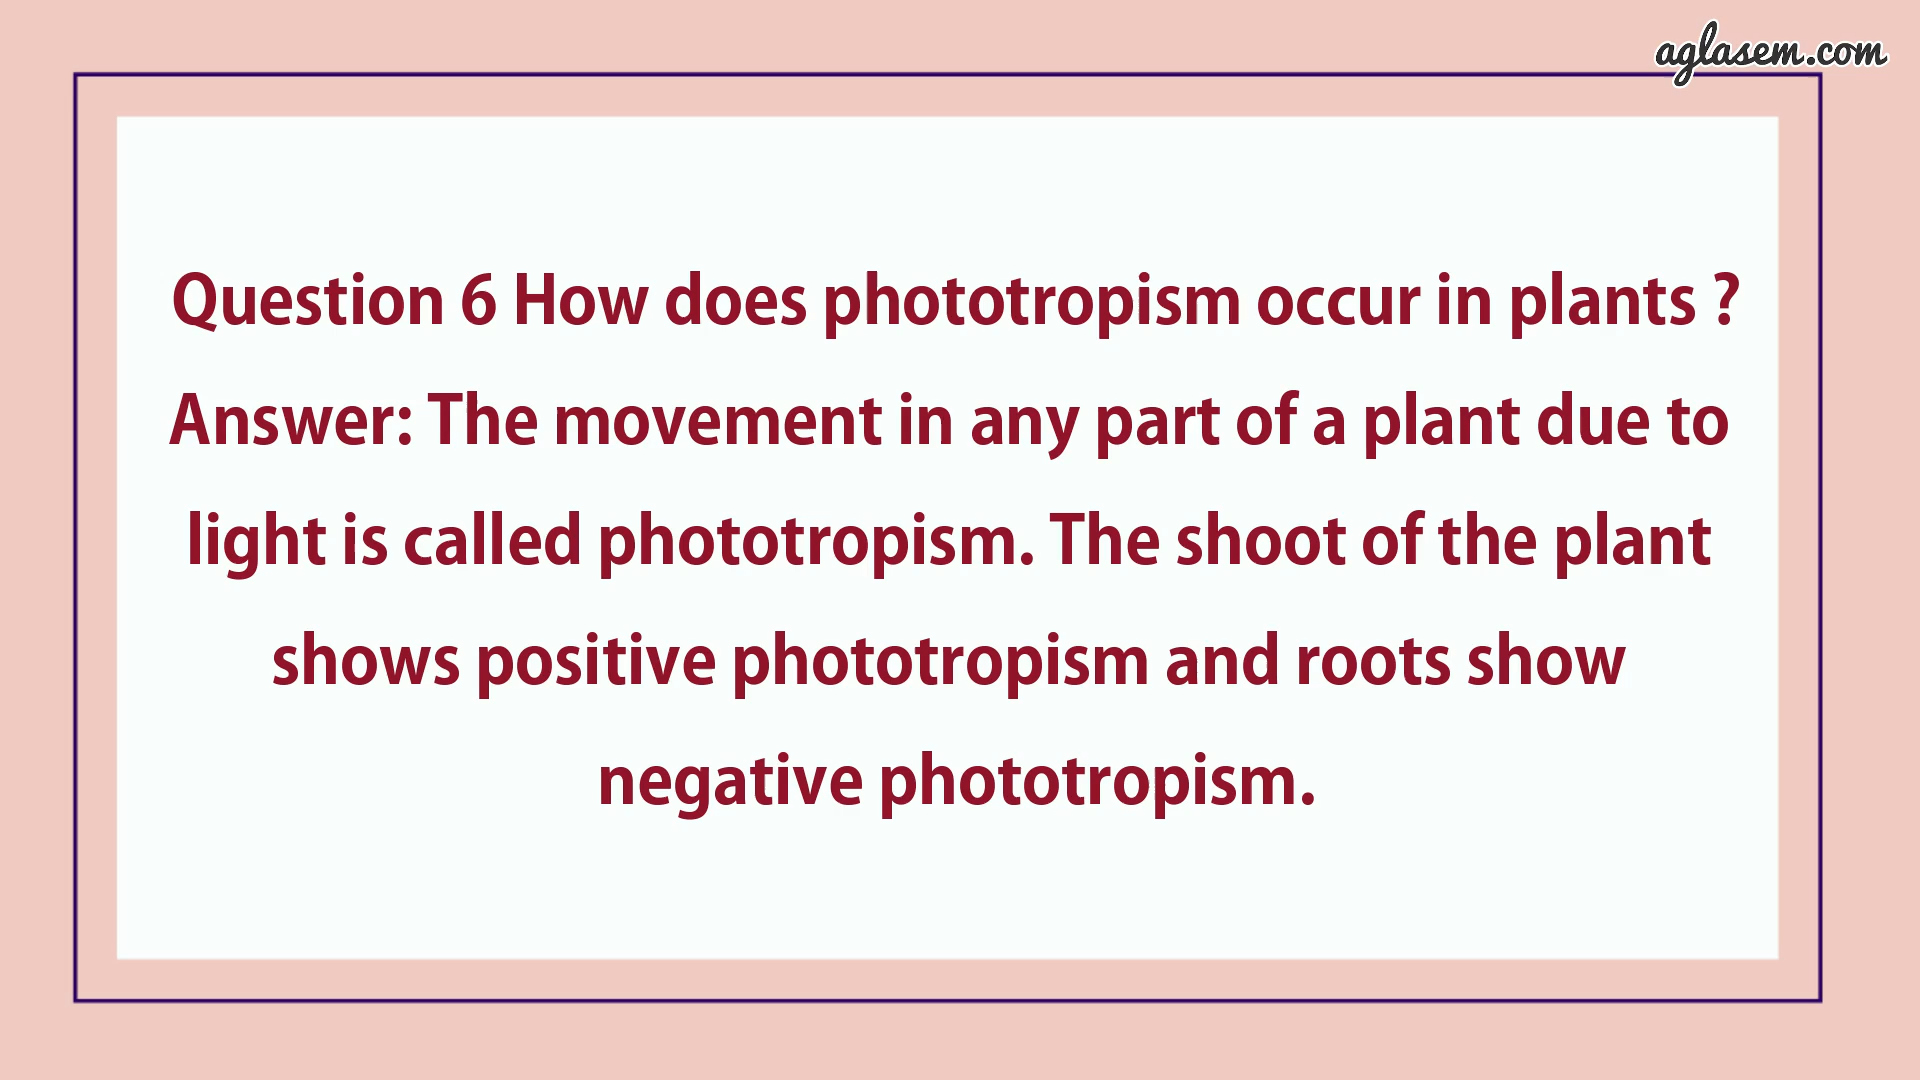 aglasem.com
Question 6 How does phototropism occur in plants ?
Answer: The movement in any part of a plant due to
light is called phototropism. The shoot of the plant
shows positive phototropism and roots show
negative phototropism.